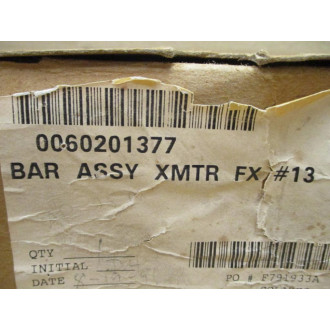 0060201377
BAR ASSY XMTR FX #13
QTY
INITIAL
DATE
PO # F791933A